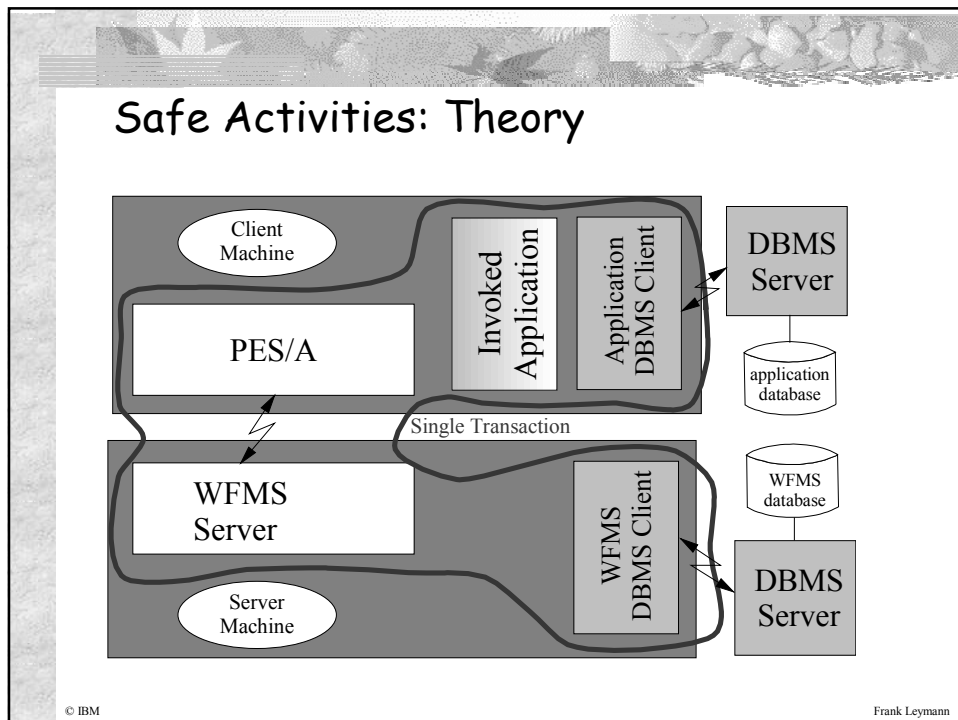 Safe Activities: Theory
Client
Machine
PES/A
Invoked
Application
Application
DBMS Client
DBMS
Server
application
database
Single Transaction
WFMS
Server
WFMS
DBMS Client
WFMS
database
DBMS
Server
Server
Machine
© IBM
Frank Leymann